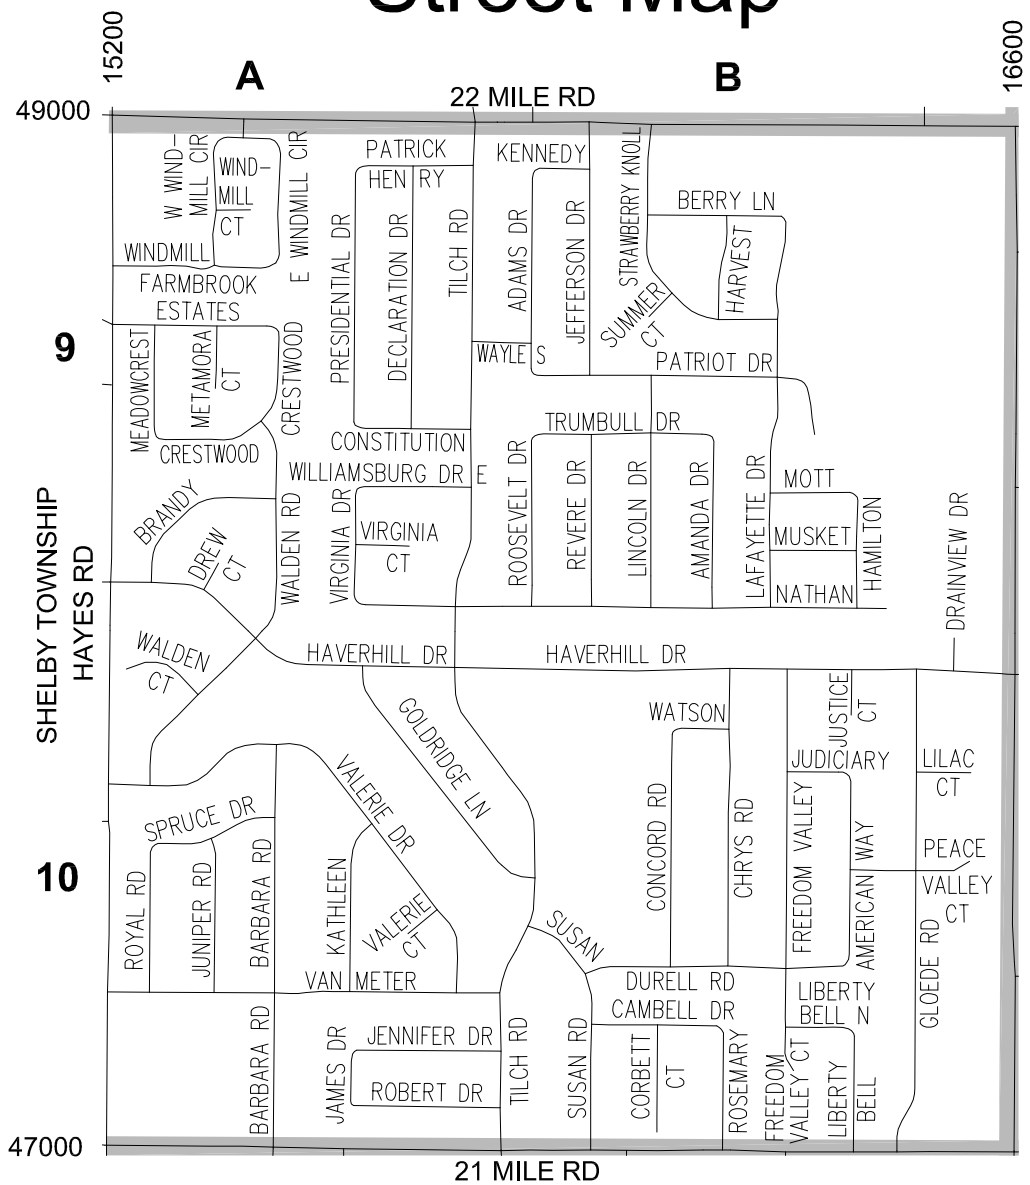 Street Map
15200
A
B
16600
49000
22 MILE RD
W WIND-
MILL CIR
WIND-
MILL
CT
E WINDMILL CIR
WINDMILL
FARMBROOK
ESTATES
PATRICK
HENRY
PRESIDENTIAL DR
DECLARATION DR
TILCH RD
KENNEDY
ADAMS DR
JEFFERSON DR
STRAWBERRY KNOLL
BERRY LN
HARVEST
SUMMER
CT
WAYLES
PATRIOT DR
9
MEADOWCREST
METAMORA
CT
CRESTWOOD
CRESTWOOD
CONSTITUTION
WILLIAMSBURG DR E
TRUMBULL DR
BRANDY
DREW
CT
WALDEN RD
VIRGINIA DR
VIRGINIA
CT
ROOSEVELT DR
REVERE DR
LINCOLN DR
AMANDA DR
LAFAYETTE DR
MOTT
MUSKET
HAMILTON
NATHAN
DRAINVIEW DR
SHELBY TOWNSHIP
HAYES RD
WALDEN
CT
HAVERHILL DR
HAVERHILL DR
GOLDRIDGE LN
WATSON
JUSTICE
CT
JUDICIARY
LILAC
CT
VALERIE DR
SPRUCE DR
10
ROYAL RD
JUNIPER RD
BARBARA RD
KATHLEEN
VALERIE
CT
CONCORD RD
CHRYS RD
FREEDOM VALLEY
AMERICAN WAY
PEACE
VALLEY
CT
GLOEDE RD
SUSAN
VAN METER
DURELL RD
CAMBELL DR
LIBERTY
BELL N
BARBARA RD
JAMES DR
JENNIFER DR
ROBERT DR
TILCH RD
SUSAN RD
CORBETT
CT
ROSEMARY
FREEDOM
VALLEY CT
LIBERTY
BELL
47000
21 MILE RD